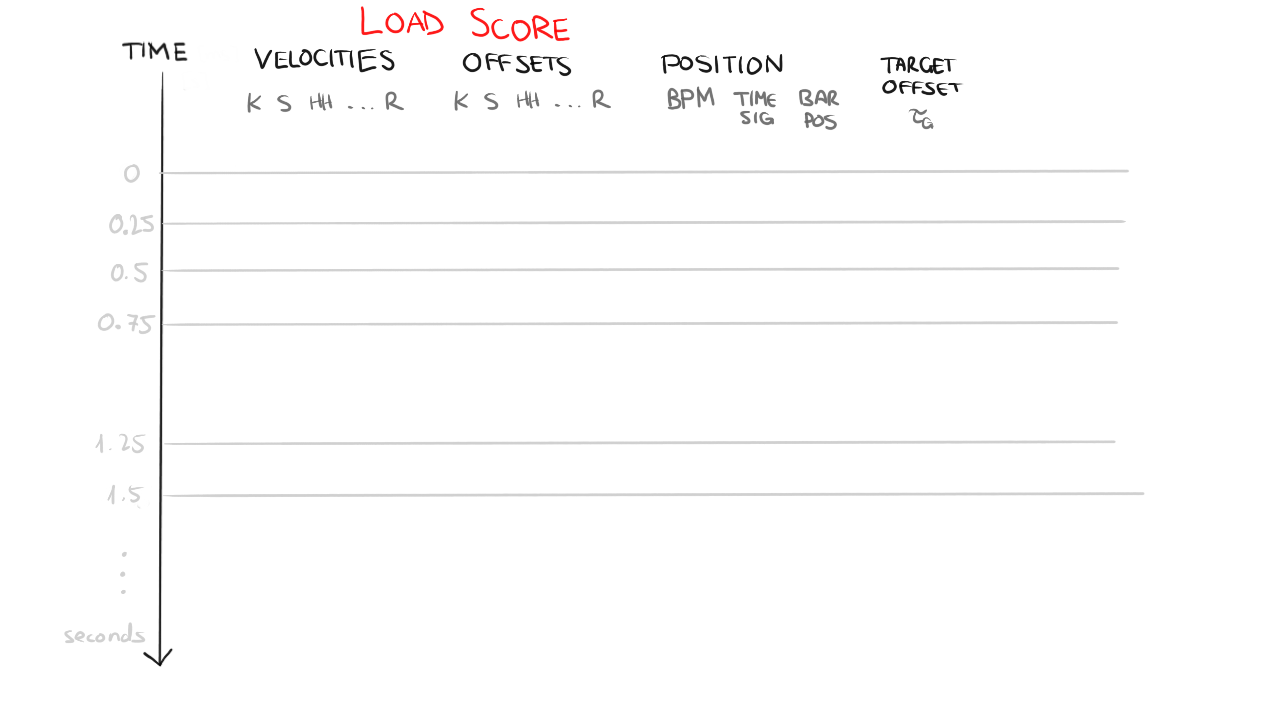 LOAD SCORE
TIME VELOCITIES OFFSETS POSITION TARGET OFFSET
K S HH ... R K S HH ... R BPM TIME SIG BAR POS τG
0
0.25
0.5
0.75
1.25
1.5
seconds